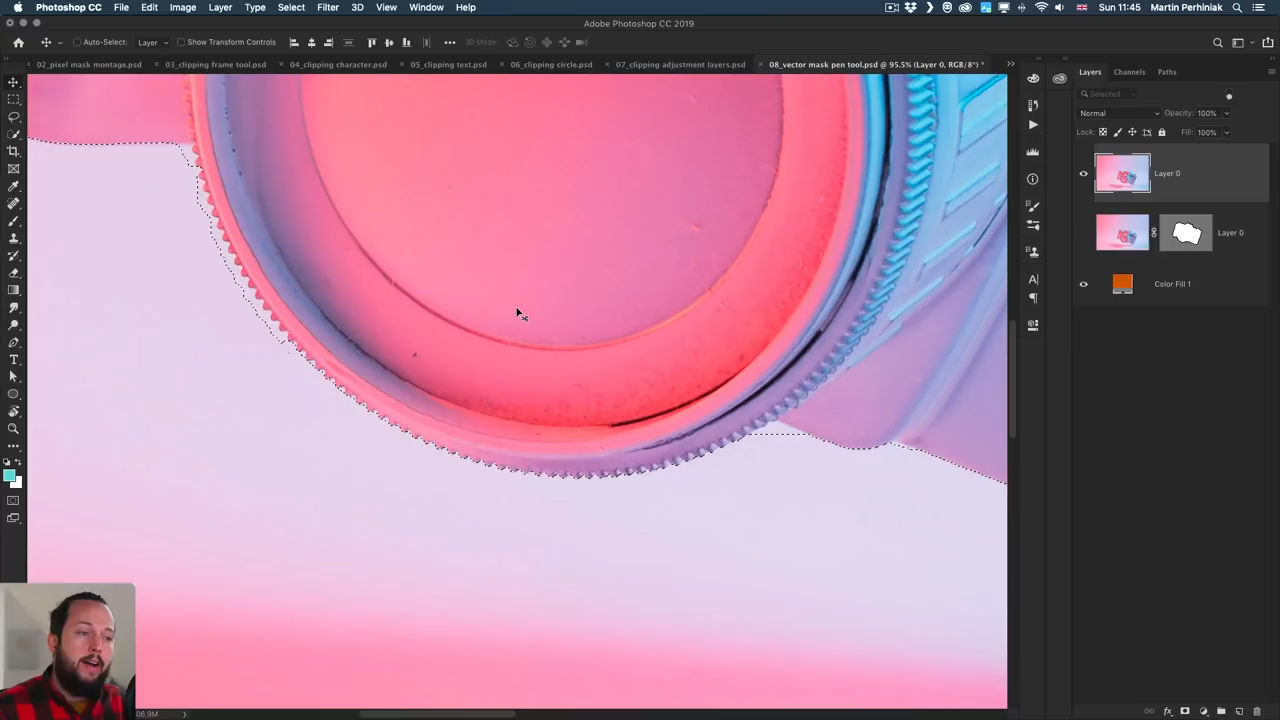 Photoshop CC File Edit Image Layer Type Select Filter 3D View Window Help Martin Perhiniak Sun 11:45
Adobe Photoshop CC 2019
Auto-Select: Layer Show Transform Controls 3D Mode:
02_pixel mask montage.psd 03_clipping frame tool.psd 04_clipping character.psd 05_clipping text.psd 06_clipping circle.psd 07_clipping adjustment layers.psd 08_vector mask pen tool.psd @ 95.5% (Layer 0, RGB/8*) *
Layers Channels Paths
Selected
Normal Opacity: 100%
Lock: Fill: 100%
Layer 0
Layer 0
Color Fill 1
06.9M